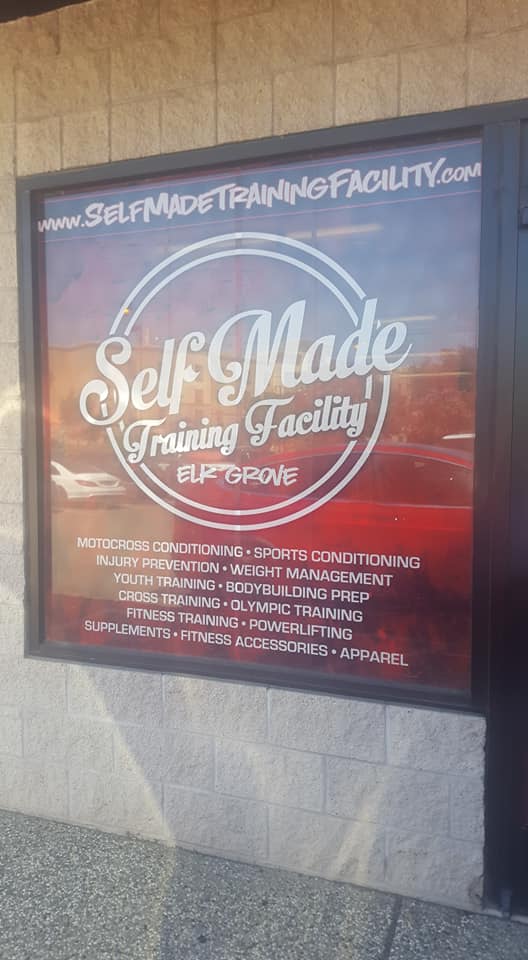 www.SelfMadeTrainingFacility.com
Self Made
Training Facility
ELK GROVE
MOTOCROSS CONDITIONING • SPORTS CONDITIONING
INJURY PREVENTION • WEIGHT MANAGEMENT
YOUTH TRAINING • BODYBUILDING PREP
CROSS TRAINING • OLYMPIC TRAINING
FITNESS TRAINING • POWERLIFTING
SUPPLEMENTS • FITNESS ACCESSORIES • APPAREL